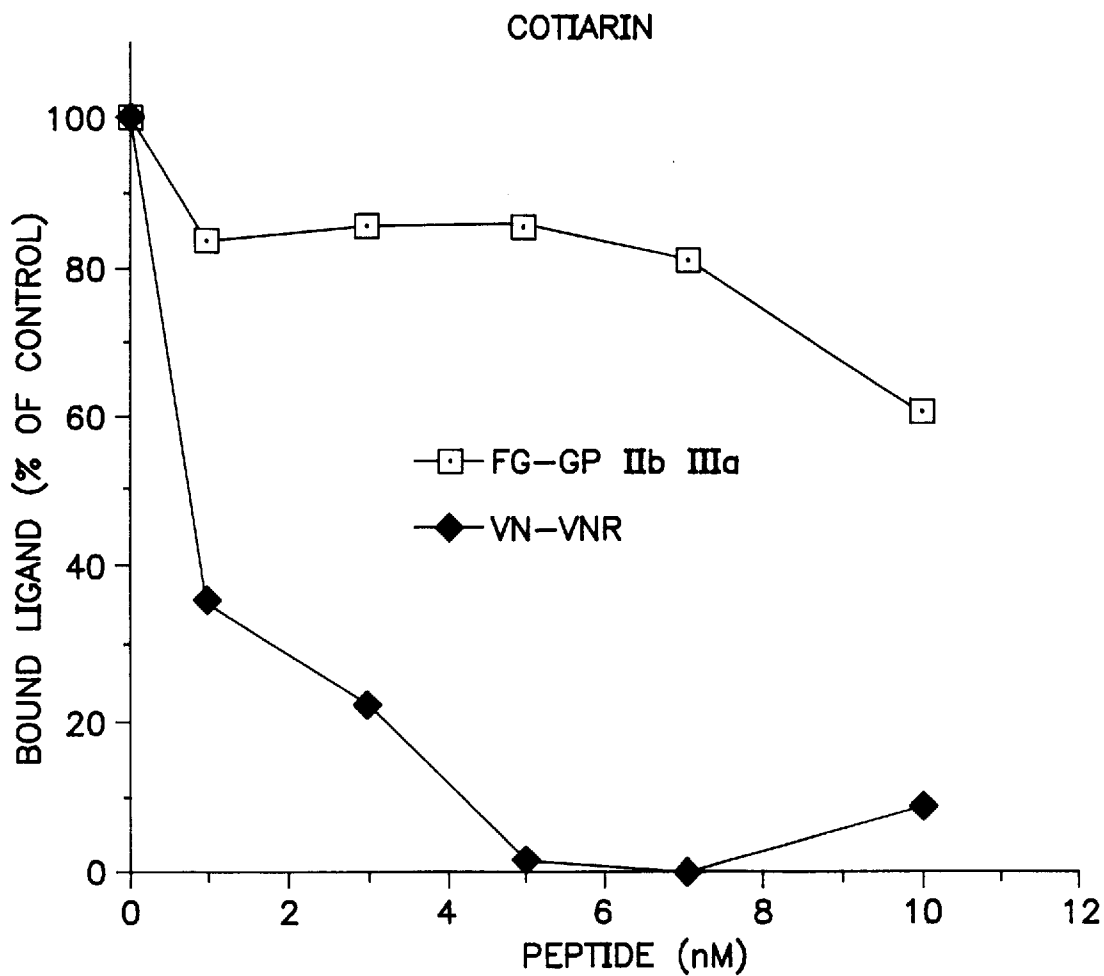 COTIARIN
BOUND LIGAND (% OF CONTROL)
100
80
60
40
20
0
FG-GP IIb IIIa
VN-VNR
0 2 4 6 8 10 12
PEPTIDE (nM)